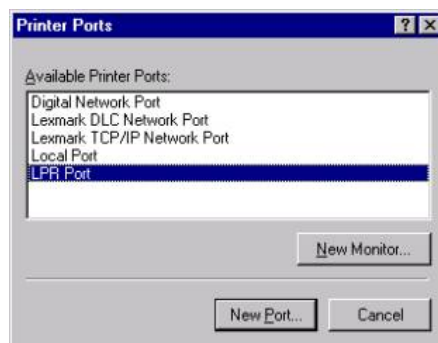 Printer Ports
Available Printer Ports:
Digital Network Port
Lexmark DLC Network Port
Lexmark TCP/IP Network Port
Local Port
LPR Port
New Monitor...
New Port...
Cancel